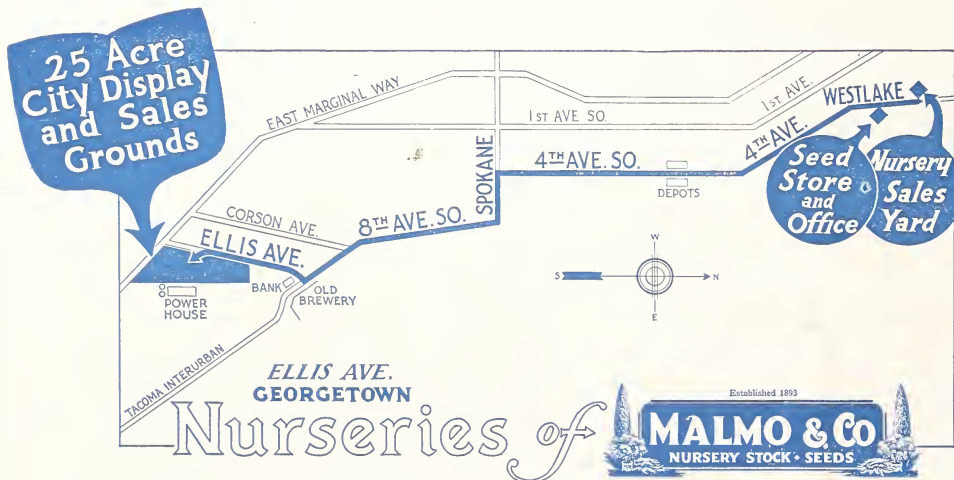 25 Acre
City Display
and Sales
Grounds
EAST MARGINAL WAY
1ST AVE SO.
1ST AVE.
WESTLAKE
4TH AVE.
4TH AVE. SO.
SPOKANE
DEPOTS
Seed
Store
and
Office
Nursery
Sales
Yard
CORSON AVE.
8TH AVE. SO.
ELLIS AVE.
BANK
OLD
BREWERY
POWER
HOUSE
TACOMA INTERURBAN
W
S
N
E
ELLIS AVE.
GEORGETOWN
Nurseries of
Established 1893
MALMO & CO
NURSERY STOCK • SEEDS